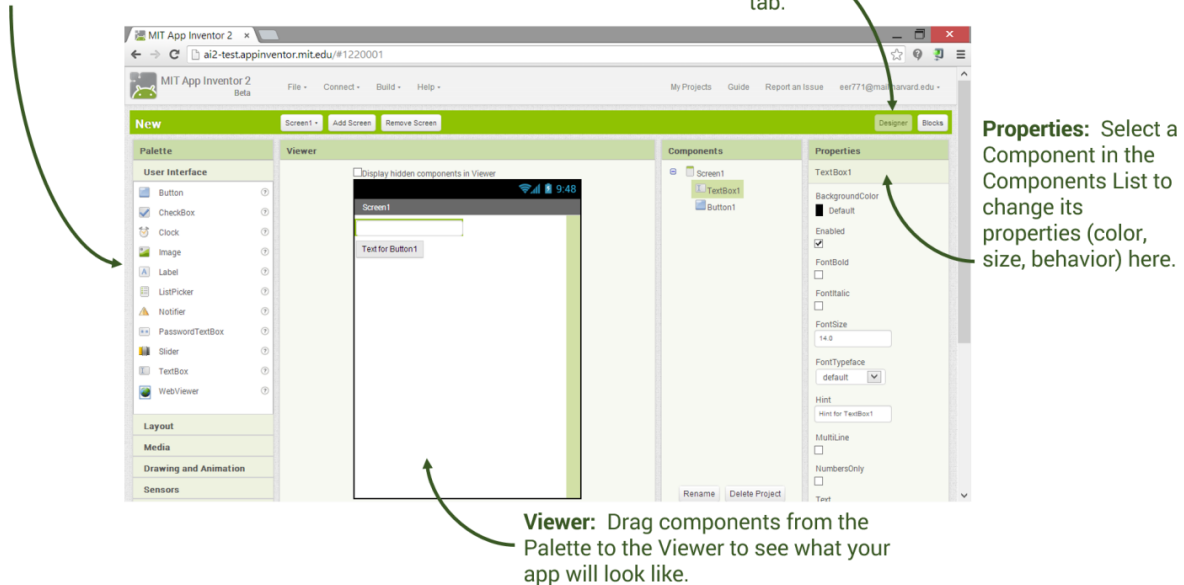 tab.
MIT App Inventor 2
ai2-test.appinventor.mit.edu/#1220001
MIT App Inventor 2
Beta
File Connect Build Help
My Projects Guide Report an Issue eer771@mail.harvard.edu
New
Screen1 Add Screen Remove Screen
Designer Blocks
Palette
User Interface
Button
CheckBox
Clock
Image
Label
ListPicker
Notifier
PasswordTextBox
Slider
TextBox
WebViewer
Layout
Media
Drawing and Animation
Sensors
Viewer
Display hidden components in Viewer
9:48
Screen1
Text for Button1
Components
Screen1
TextBox1
Button1
Rename Delete Project
Properties
TextBox1
BackgroundColor
Default
Enabled
FontBold
FontItalic
FontSize
14.0
FontTypeface
default
Hint
Hint for TextBox1
MultiLine
NumbersOnly
Text
Properties: Select a
Component in the
Components List to
change its
properties (color,
size, behavior) here.
Viewer: Drag components from the
Palette to the Viewer to see what your
app will look like.